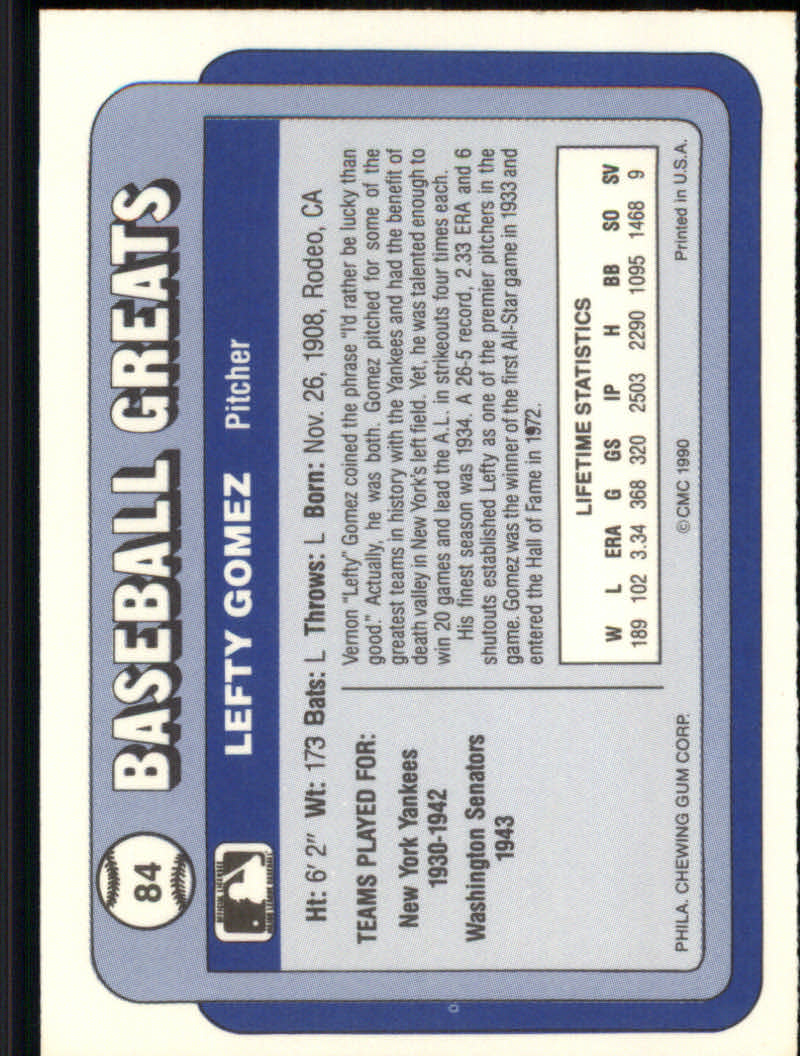 84
BASEBALL GREATS
LEFTY GOMEZ Pitcher
Ht: 6' 2" Wt: 173 Bats: L Throws: L Born: Nov. 26, 1908, Rodeo, CA
TEAMS PLAYED FOR:
New York Yankees
1930-1942
Washington Senators
1943
Vernon "Lefty" Gomez coined the phrase "I'd rather be lucky than
good." Actually, he was both. Gomez pitched for some of the
greatest teams in history with the Yankees and had the benefit of
death valley in New York's left field. Yet, he was talented enough to
win 20 games and lead the A.L. in strikeouts four times each.
His finest season was 1934. A 26-5 record, 2.33 ERA and 6
shutouts established Lefty as one of the premier pitchers in the
game. Gomez was the winner of the first All-Star game in 1933 and
entered the Hall of Fame in 1972.
LIFETIME STATISTICS
W L ERA G GS IP H BB SO SV
189 102 3.34 368 320 2503 2290 1095 1468 9
PHILA. CHEWING GUM CORP. © CMC 1990 Printed in U.S.A.